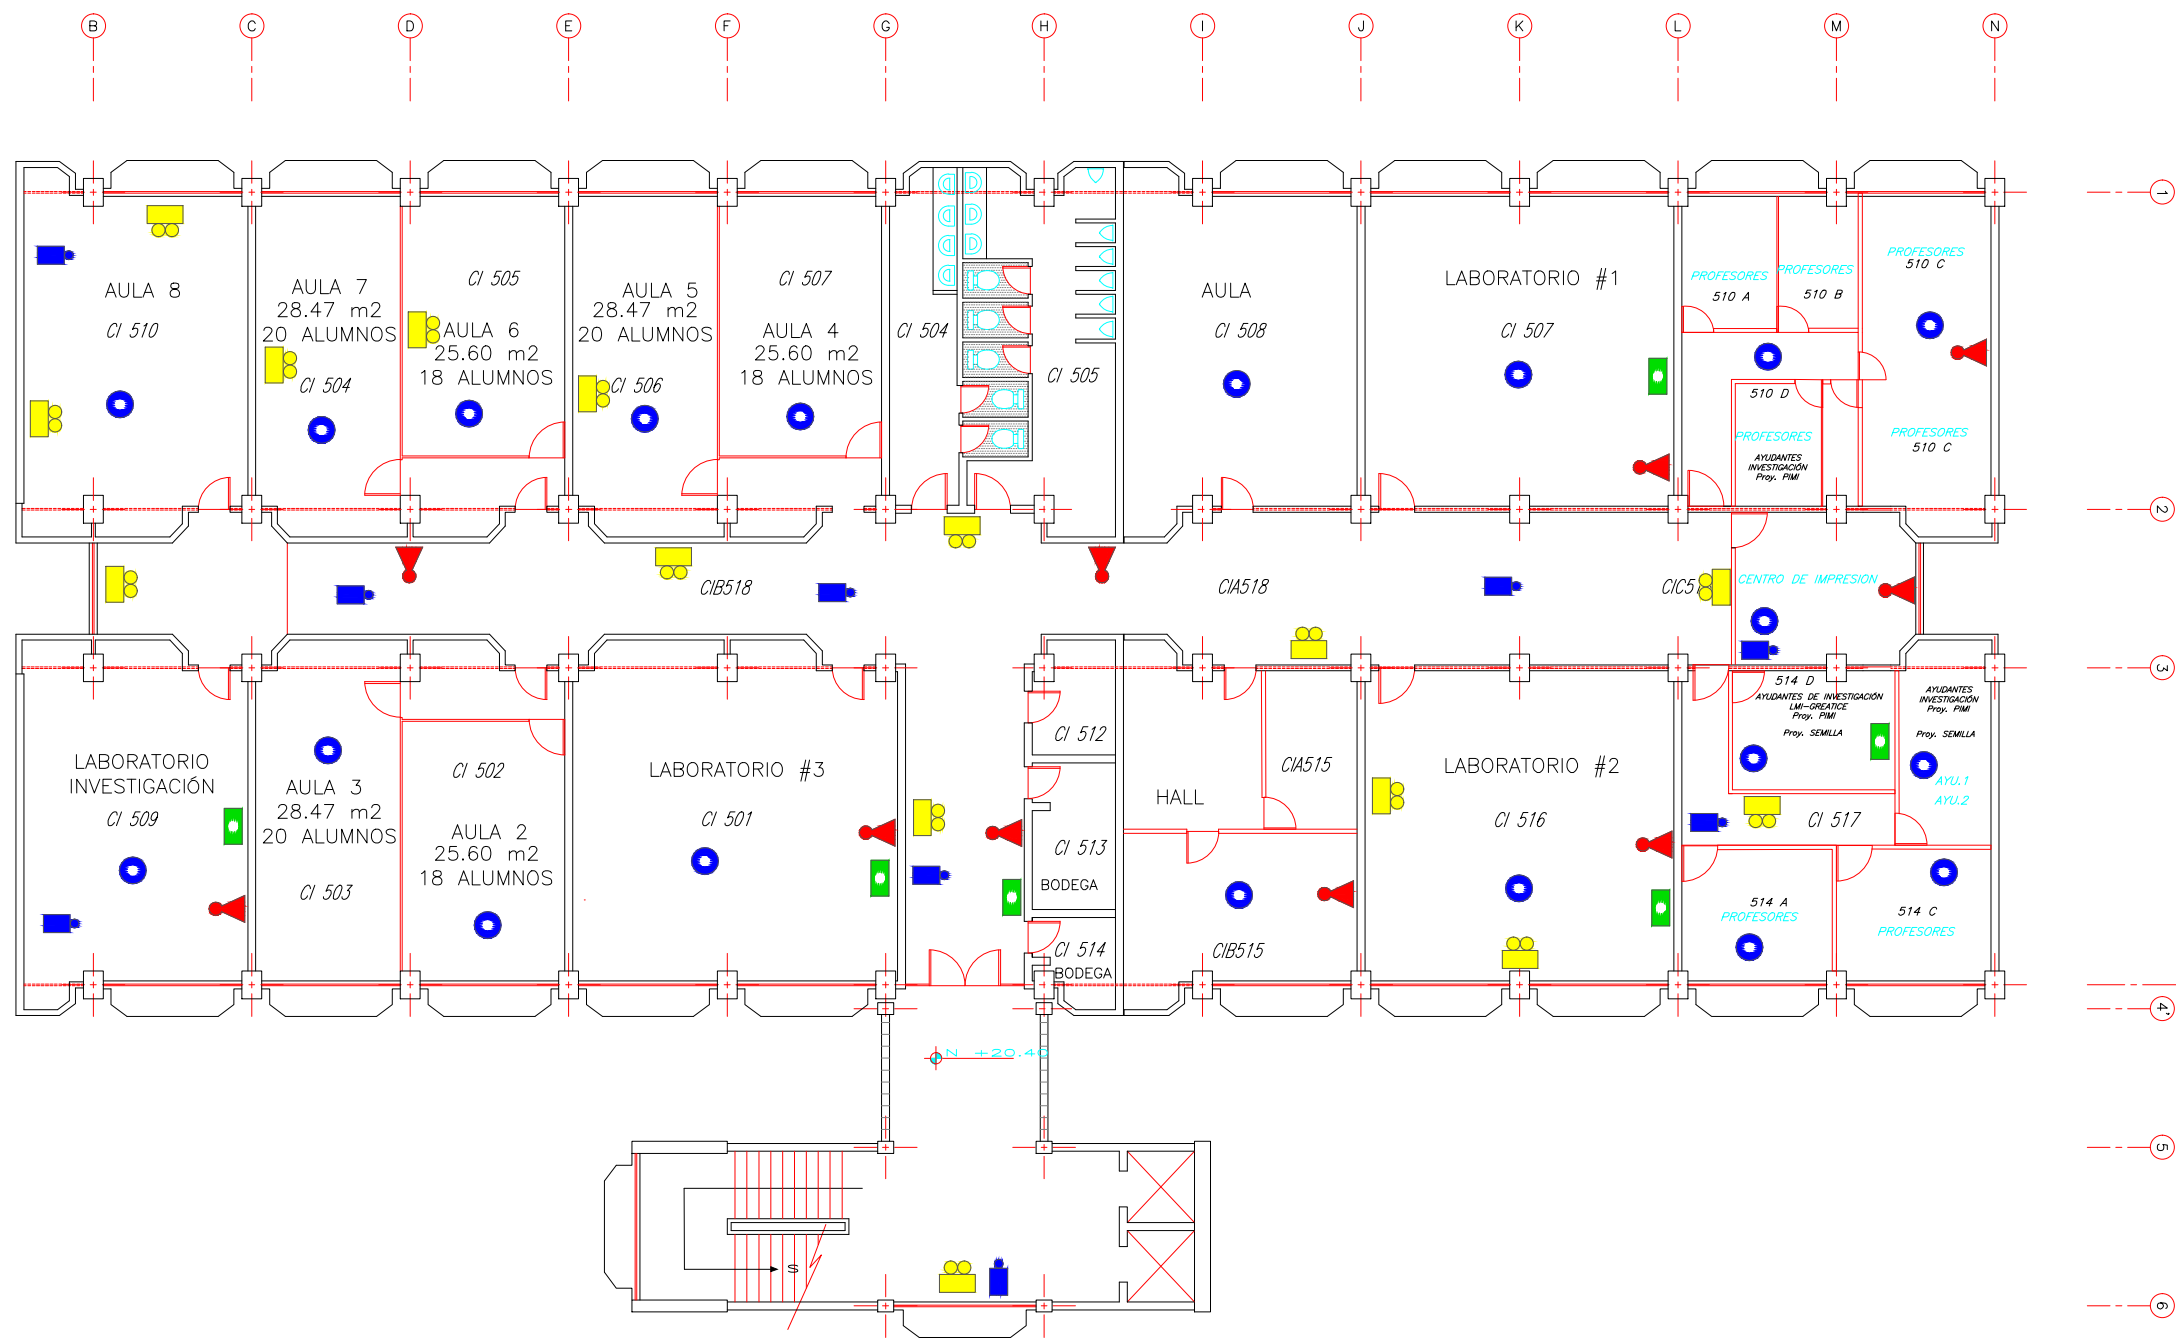 B C D E F G H I J K L M N
1
AULA 8
CI 510
AULA 7
28.47 m2
20 ALUMNOS
CI 504
CI 505
AULA 6
25.60 m2
18 ALUMNOS
AULA 5
28.47 m2
20 ALUMNOS
CI 506
CI 507
AULA 4
25.60 m2
18 ALUMNOS
CI 504
CI 505
AULA
CI 508
LABORATORIO #1
CI 507
PROFESORES
510 A
PROFESORES
510 B
PROFESORES
510 C
510 D
PROFESORES
AYUDANTES
INVESTIGACIÓN
Proy. PIMI
PROFESORES
510 C
2
CIB518
CIA518
CENTRO DE IMPRESION
3
LABORATORIO
INVESTIGACIÓN
CI 509
AULA 3
28.47 m2
20 ALUMNOS
CI 503
CI 502
AULA 2
25.60 m2
18 ALUMNOS
LABORATORIO #3
CI 501
CI 512
CI 513
BODEGA
CI 514
BODEGA
HALL
CIA515
CIB515
LABORATORIO #2
CI 516
514 D
AYUDANTES DE INVESTIGACIÓN
LMI-GREATICE
Proy. PIMI
Proy. SEMILLA
AYUDANTES
INVESTIGACIÓN
Proy. PIMI
Proy. SEMILLA
AYU.1
AYU.2
CI 517
514 A
PROFESORES
514 C
PROFESORES
4'
N +20.40
5
S
6